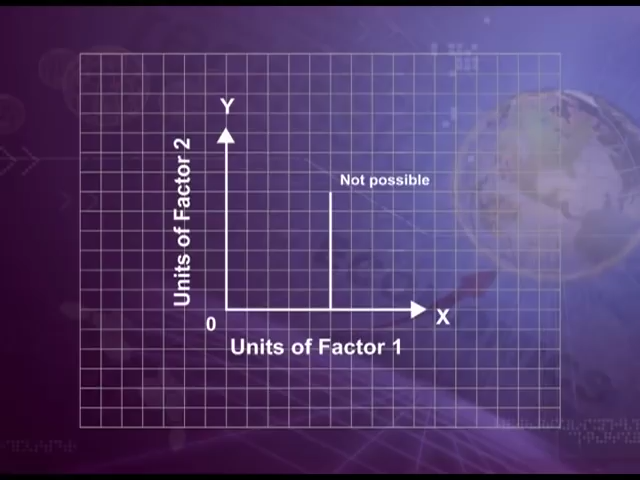 Y
Units of Factor 2
Not possible
0
X
Units of Factor 1